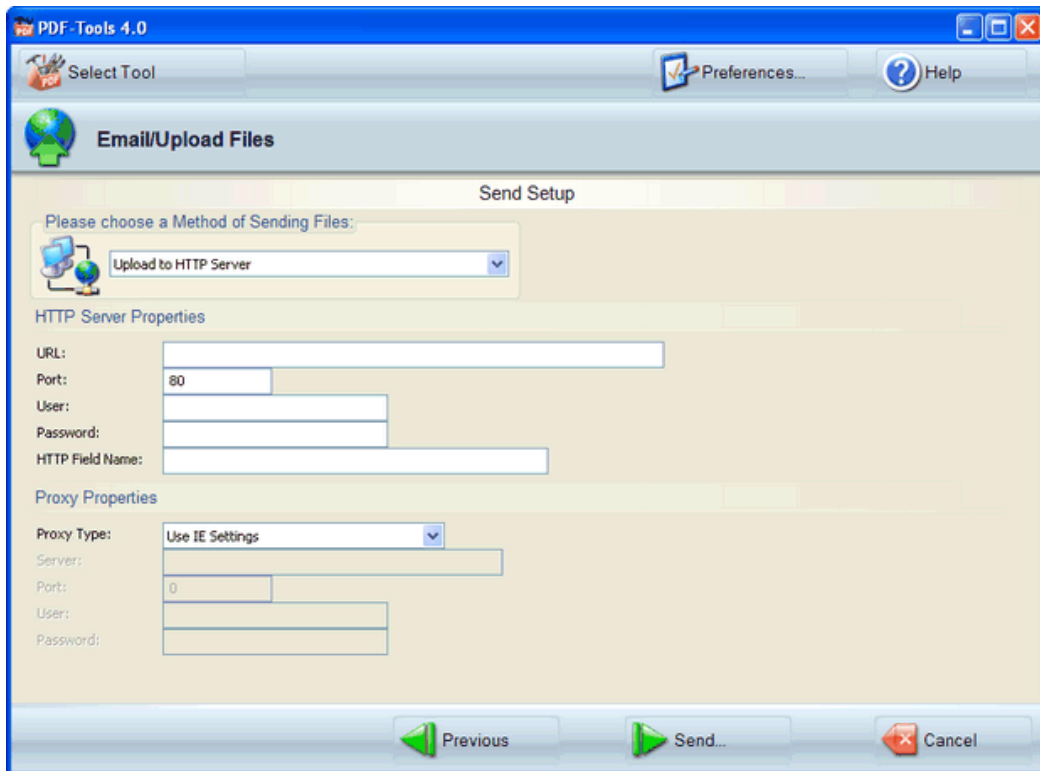 PDF-Tools 4.0
Select Tool Preferences... Help
Email/Upload Files
Send Setup
Please choose a Method of Sending Files:
Upload to HTTP Server
HTTP Server Properties
URL:
Port: 80
User:
Password:
HTTP Field Name:
Proxy Properties
Proxy Type: Use IE Settings
Server:
Port: 0
User:
Password:
Previous Send... Cancel